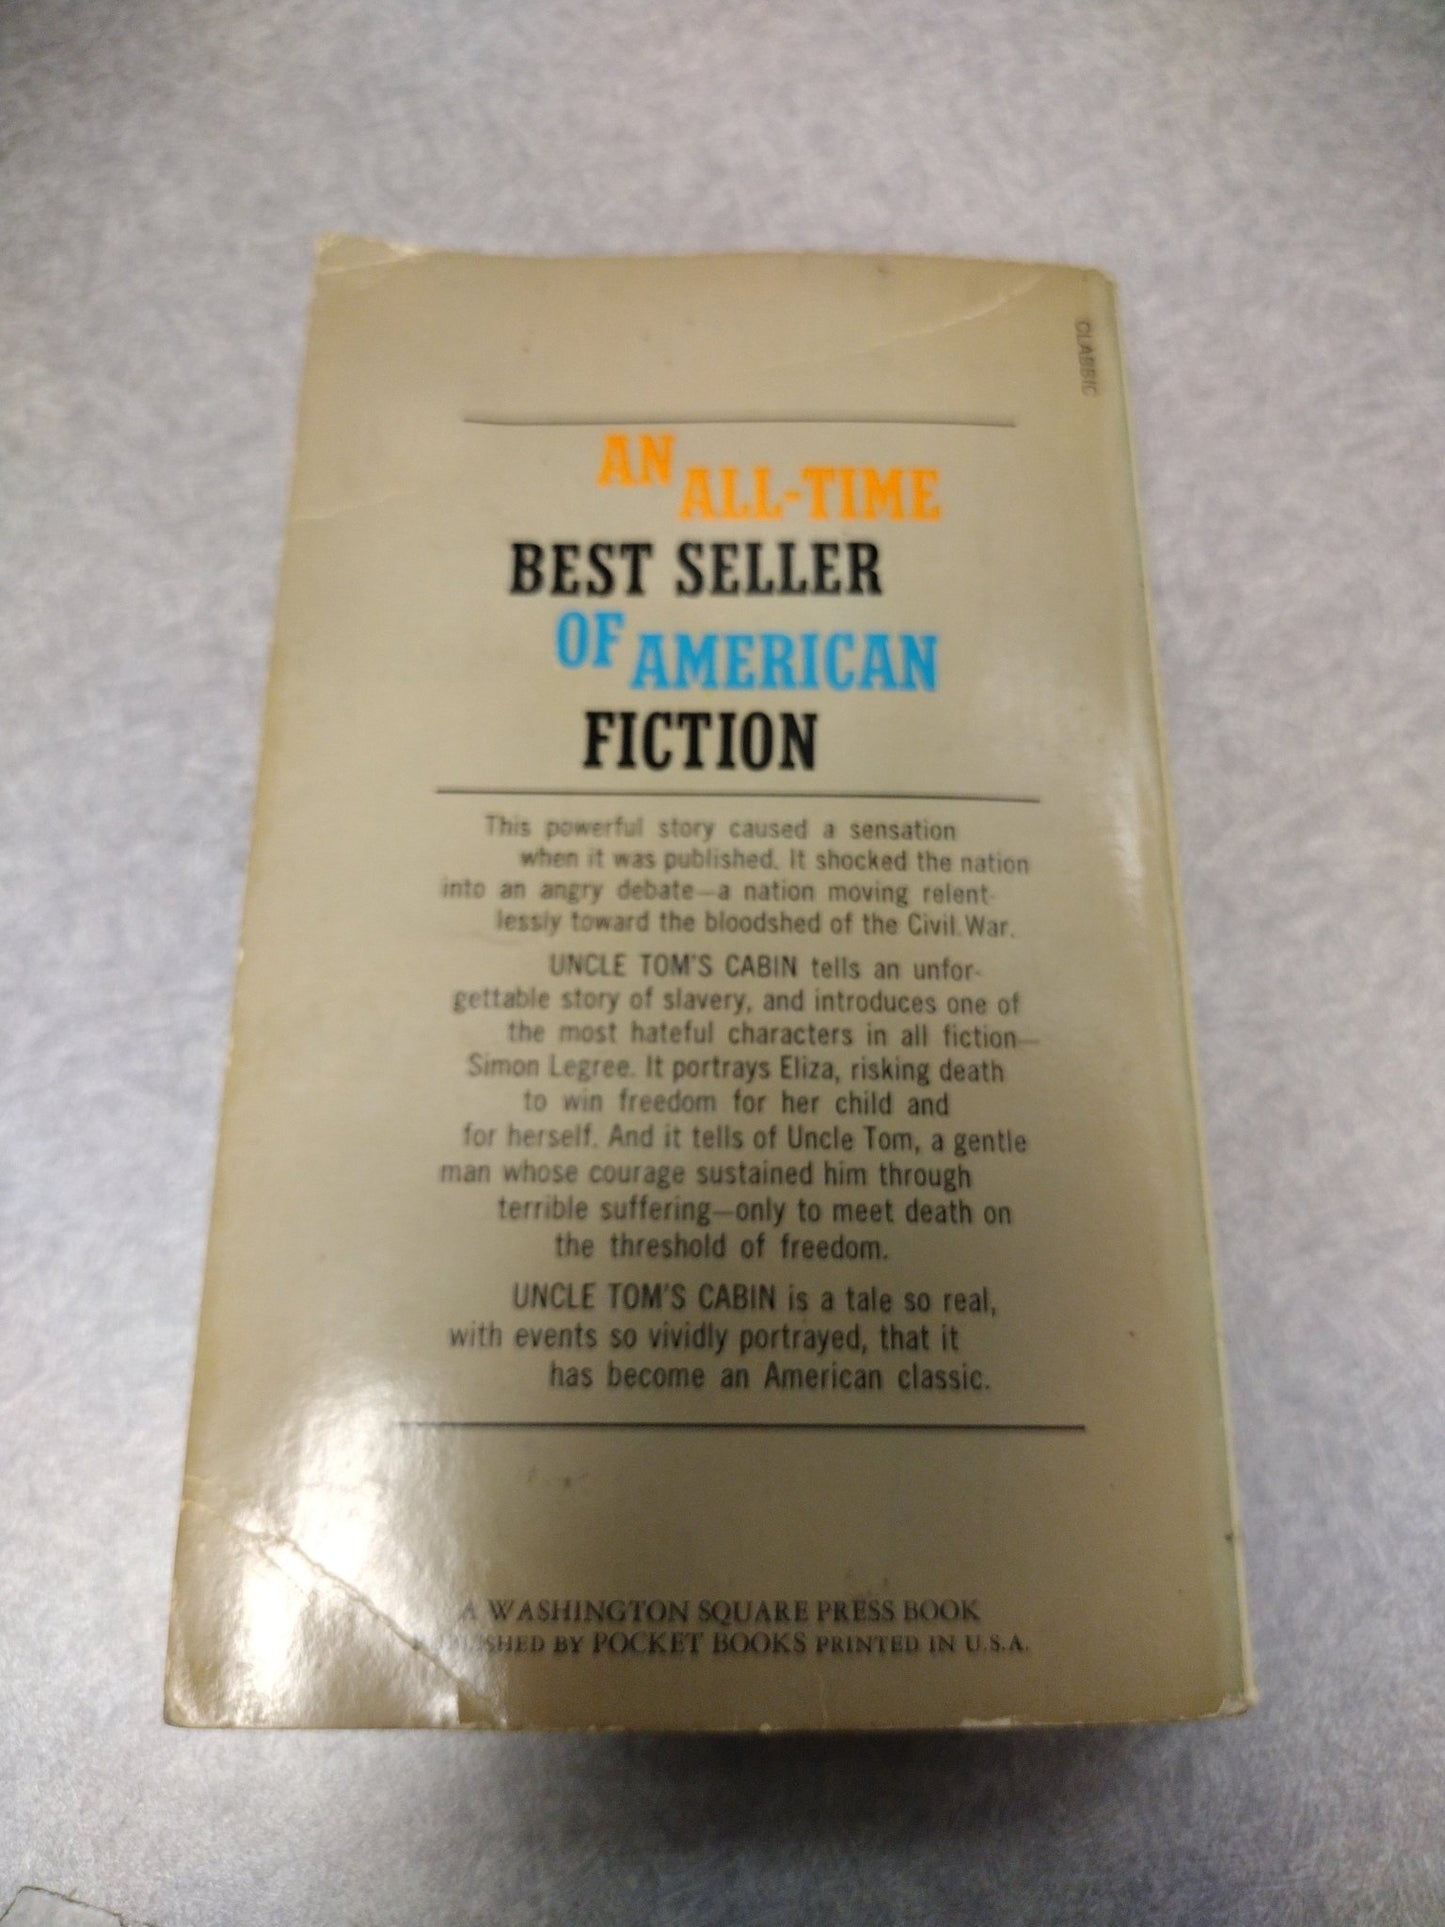 CLASSIC
AN ALL-TIME
BEST SELLER
OF AMERICAN
FICTION
This powerful story caused a sensation
when it was published. It shocked the nation
into an angry debate—a nation moving relent-
lessly toward the bloodshed of the Civil War.
UNCLE TOM'S CABIN tells an unfor-
gettable story of slavery, and introduces one of
the most hateful characters in all fiction—
Simon Legree. It portrays Eliza, risking death
to win freedom for her child and
for herself. And it tells of Uncle Tom, a gentle
man whose courage sustained him through
terrible suffering—only to meet death on
the threshold of freedom.
UNCLE TOM'S CABIN is a tale so real,
with events so vividly portrayed, that it
has become an American classic.
A WASHINGTON SQUARE PRESS BOOK
PUBLISHED BY POCKET BOOKS PRINTED IN U.S.A.